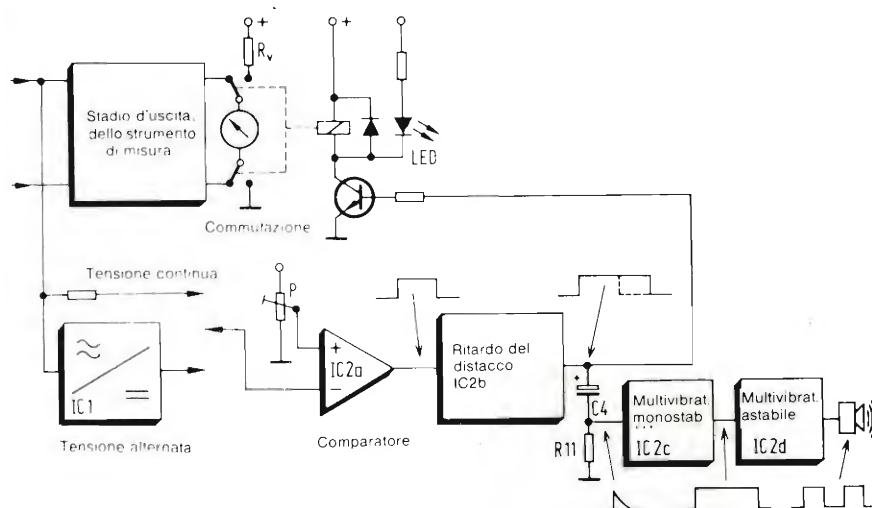 +
Rv
+
Stadio d'uscita,
dello strumento
di misura
LED
Commutazione
Tensione continua
P
+
IC2a
−
Ritardo del
distacco
IC2b
≈
=
IC1
Tensione alternata
Comparatore
+
C4
R11
Multivibrat.
monostab
...
IC2c
Multivibrat.
astabile
IC2d